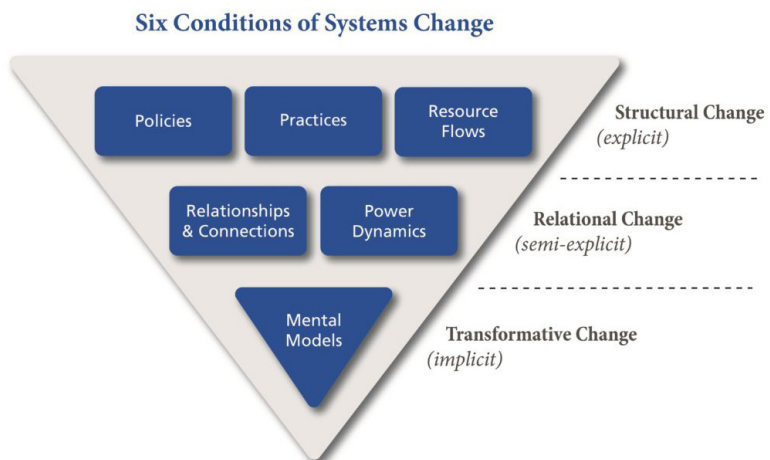 Six Conditions of Systems Change
Policies
Practices
Resource
Flows
Structural Change
(explicit)
Relationships
& Connections
Power
Dynamics
Relational Change
(semi-explicit)
Mental
Models
Transformative Change
(implicit)